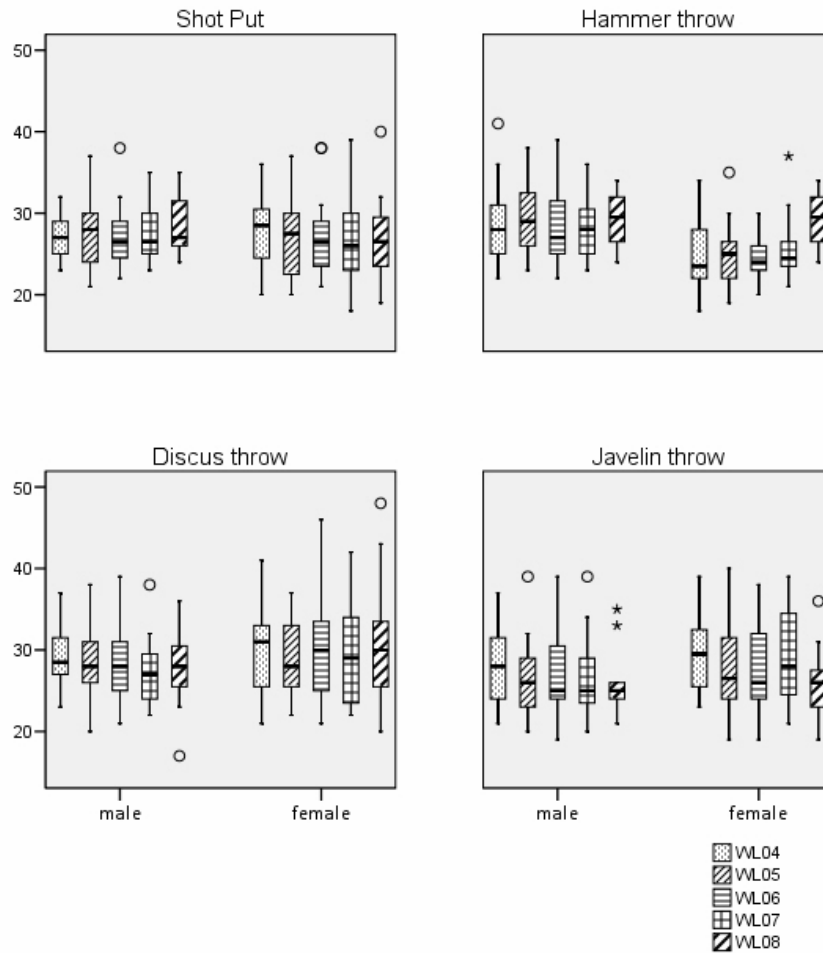 Shot Put
Hammer throw
50
40
30
20
Discus throw
Javelin throw
50
40
30
20
male
female
male
female
WL04
WL05
WL06
WL07
WL08